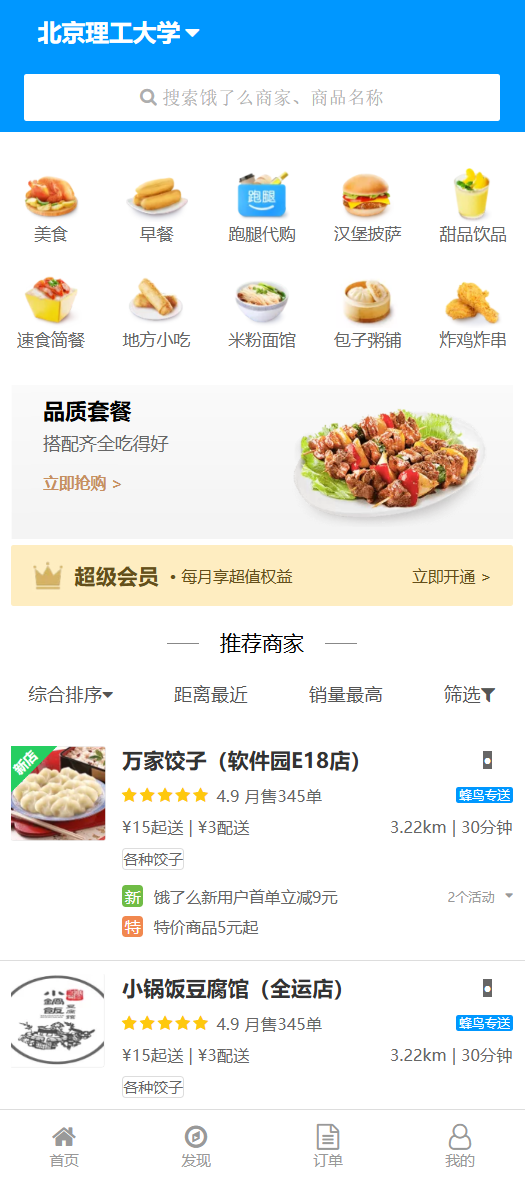 北京理工大学
搜索饿了么商家、商品名称
美食 早餐 跑腿代购 汉堡披萨 甜品饮品
跑腿
速食简餐 地方小吃 米粉面馆 包子粥铺 炸鸡炸串
品质套餐
搭配齐全吃得好
立即抢购 >
超级会员 • 每月享超值权益 立即开通 >
推荐商家
综合排序 距离最近 销量最高 筛选
新店
万家饺子（软件园E18店）
4.9 月售345单 蜂鸟专送
¥15起送 | ¥3配送 3.22km | 30分钟
各种饺子
新 饿了么新用户首单立减9元 2个活动
特 特价商品5元起
小锅饭豆腐馆（全运店）
小鍋飯
4.9 月售345单 蜂鸟专送
¥15起送 | ¥3配送 3.22km | 30分钟
各种饺子
首页 发现 订单 我的